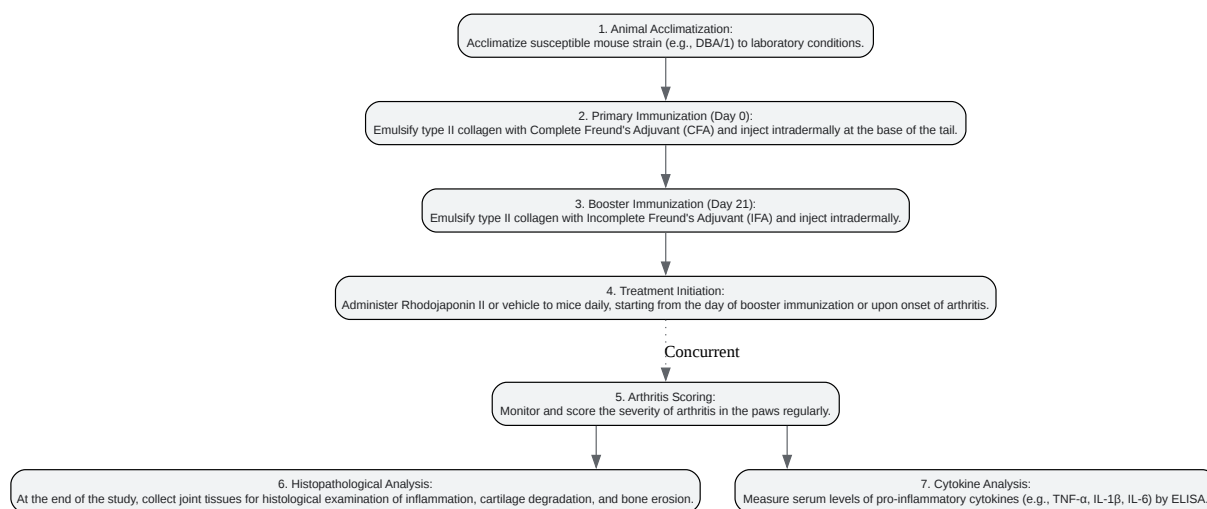 1. Animal Acclimatization:
Acclimatize susceptible mouse strain (e.g., DBA/1) to laboratory conditions.
2. Primary Immunization (Day 0):
Emulsify type II collagen with Complete Freund's Adjuvant (CFA) and inject intradermally at the base of the tail.
3. Booster Immunization (Day 21):
Emulsify type II collagen with Incomplete Freund's Adjuvant (IFA) and inject intradermally.
4. Treatment Initiation:
Administer Rhodojaponin II or vehicle to mice daily, starting from the day of booster immunization or upon onset of arthritis.
Concurrent
5. Arthritis Scoring:
Monitor and score the severity of arthritis in the paws regularly.
6. Histopathological Analysis:
At the end of the study, collect joint tissues for histological examination of inflammation, cartilage degradation, and bone erosion.
7. Cytokine Analysis:
Measure serum levels of pro-inflammatory cytokines (e.g., TNF-α, IL-1β, IL-6) by ELISA.